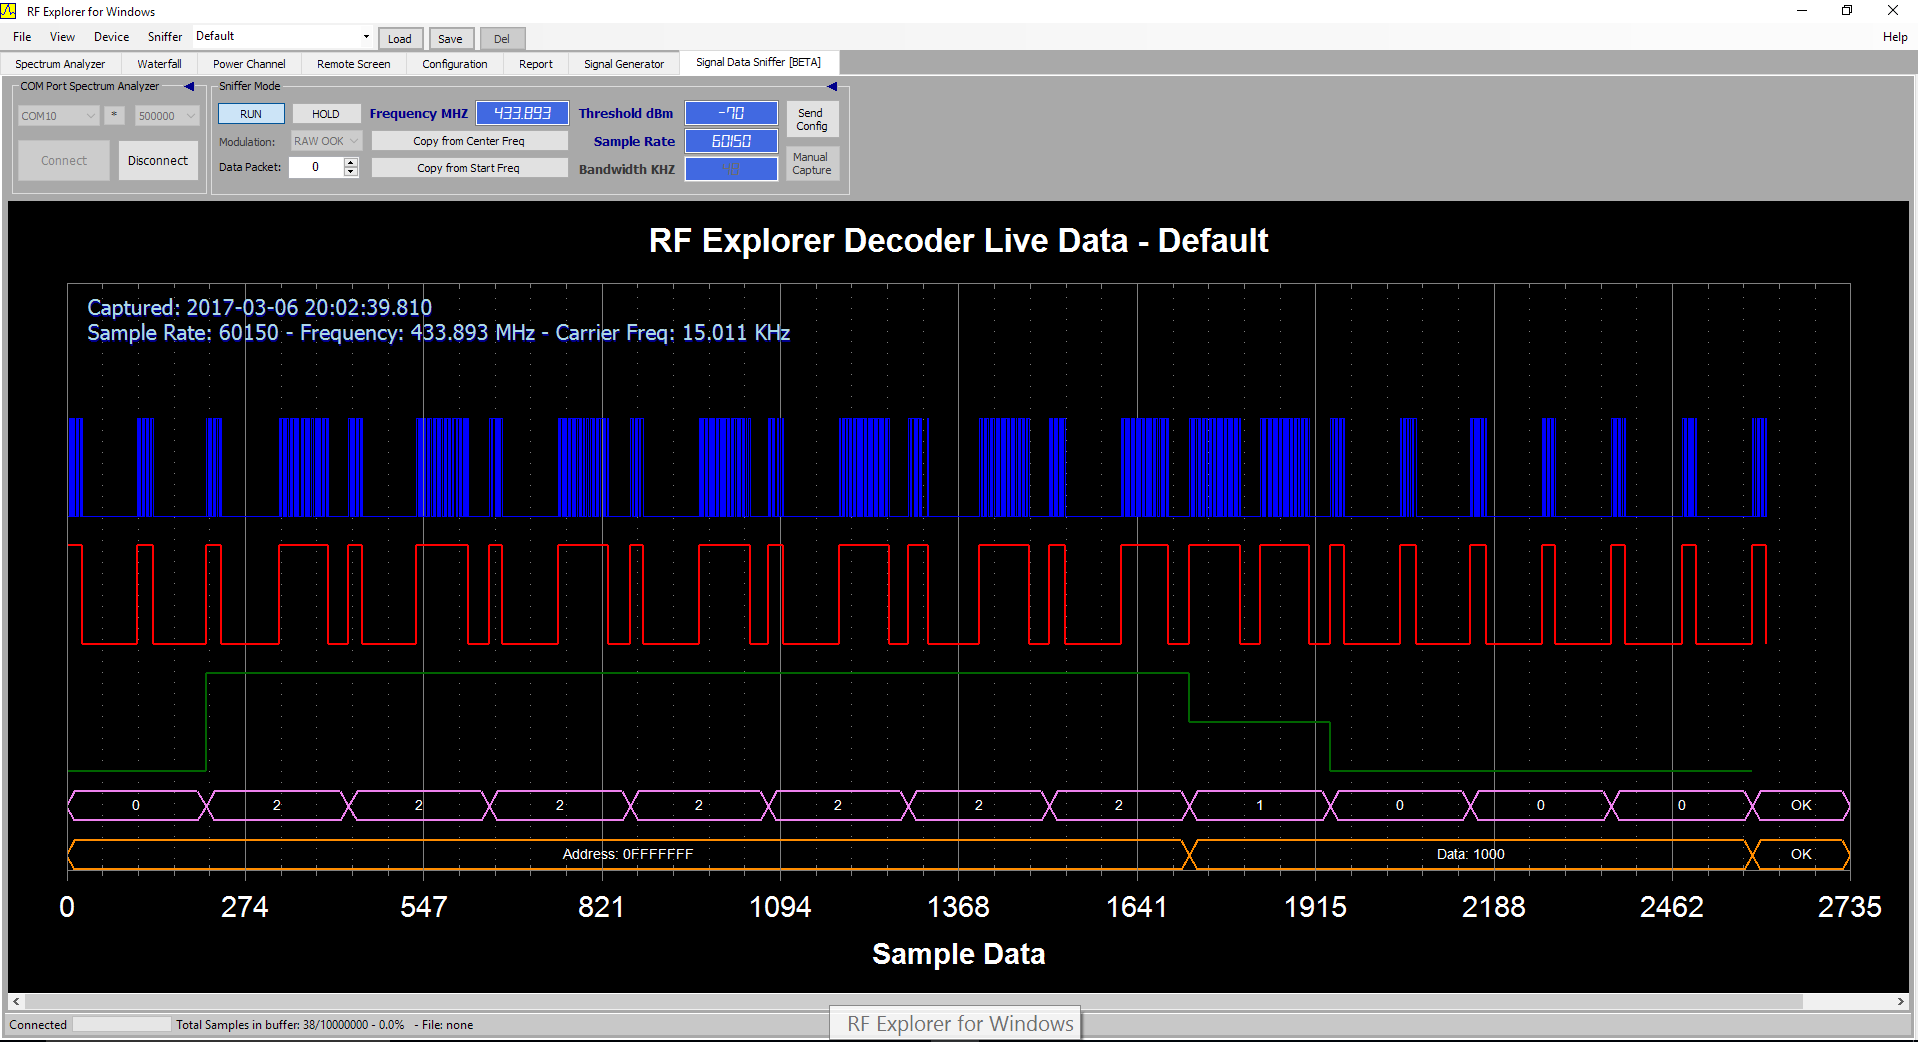 RF Explorer for Windows
File View Device Sniffer Default Load Save Del Help
Spectrum Analyzer Waterfall Power Channel Remote Screen Configuration Report Signal Generator Signal Data Sniffer [BETA]
COM Port Spectrum Analyzer Sniffer Mode
COM10 * 500000 RUN HOLD Frequency MHZ 433.893 Threshold dBm -70 Send Config
Modulation: RAW OOK Copy from Center Freq Sample Rate 60150
Connect Disconnect Data Packet: 0 Copy from Start Freq Bandwidth KHZ Manual Capture
RF Explorer Decoder Live Data - Default
Captured: 2017-03-06 20:02:39.810
Sample Rate: 60150 - Frequency: 433.893 MHz - Carrier Freq: 15.011 KHz
0 2 2 2 2 2 2 2 1 0 0 0 OK
Address: 0FFFFFFF Data: 1000 OK
0 274 547 821 1094 1368 1641 1915 2188 2462 2735
Sample Data
Connected Total Samples in buffer: 38/10000000 - 0.0% - File: none
RF Explorer for Windows